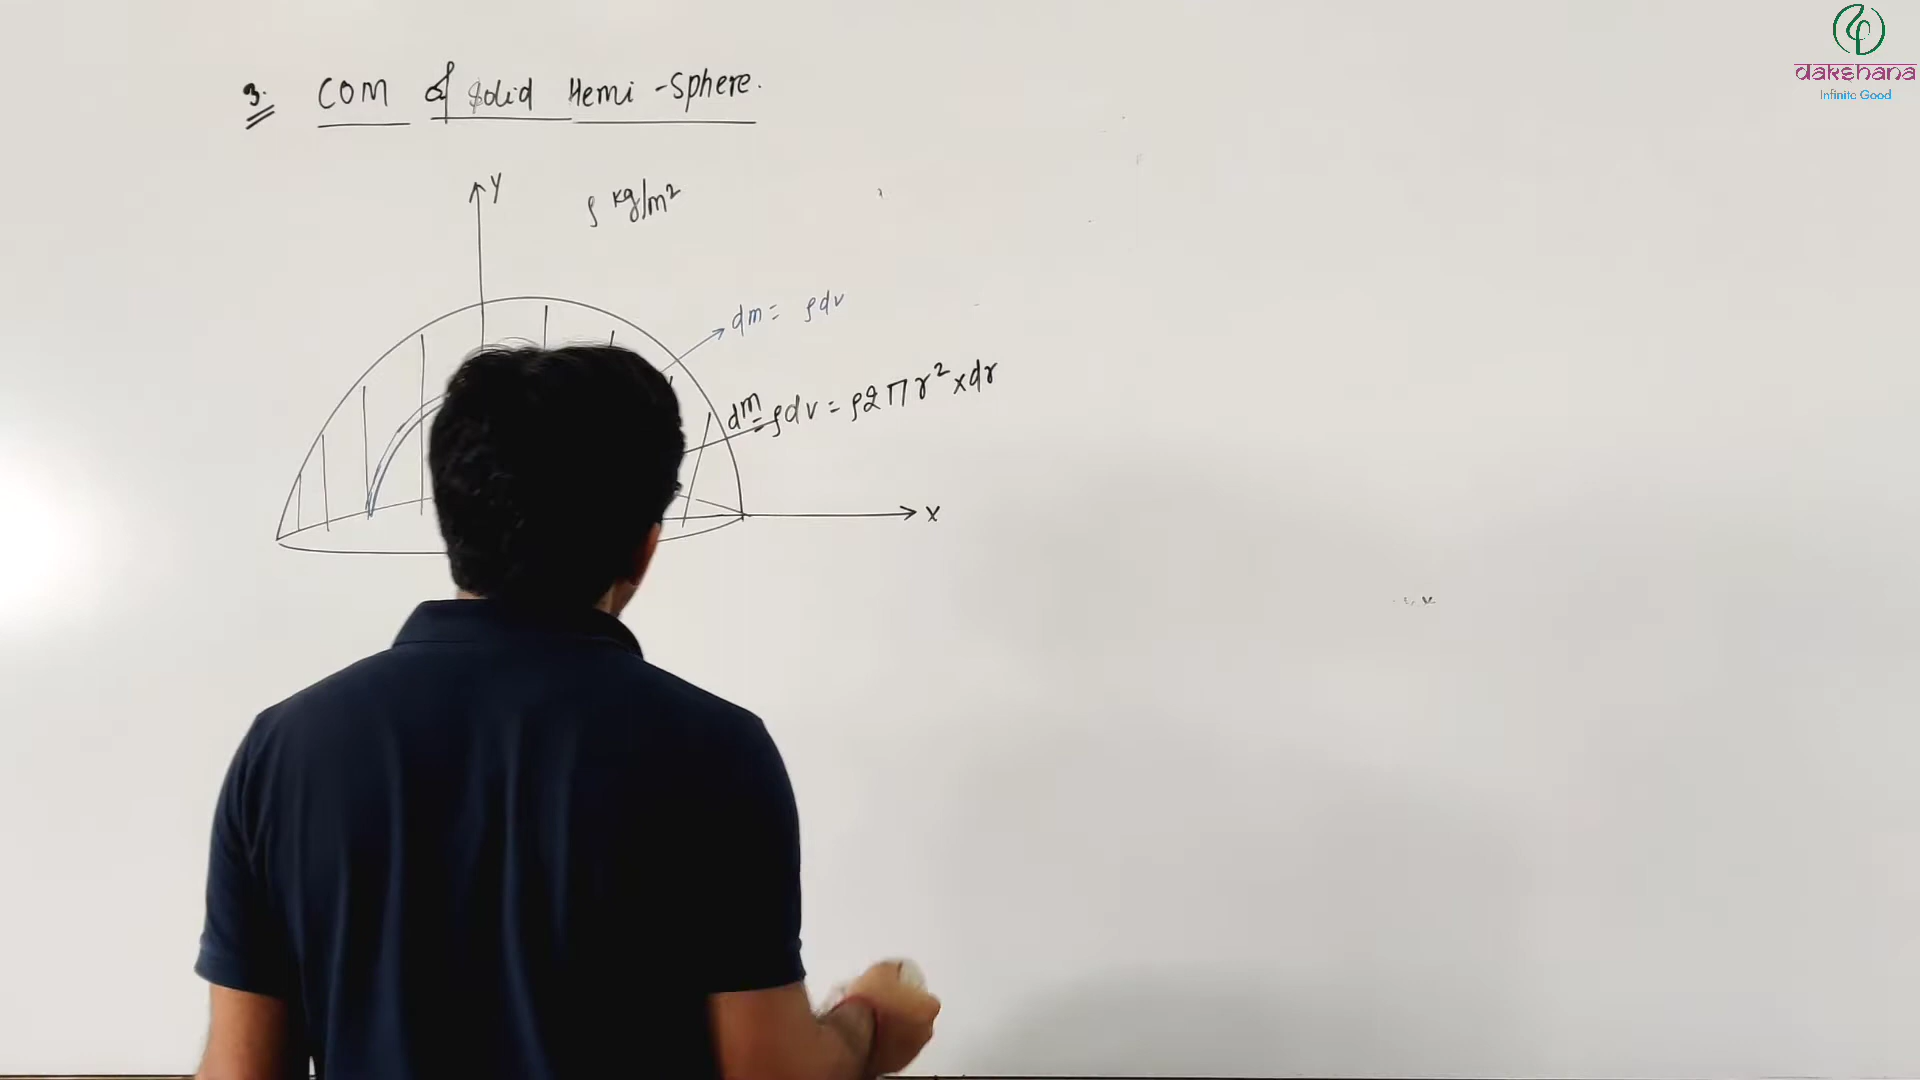 dakshana
Infinite Good
3. COM of Solid Hemi-Sphere.
Y
ρ kg/m²
dm = ρdv
dm = ρdv = ρ2πr² x dr
X